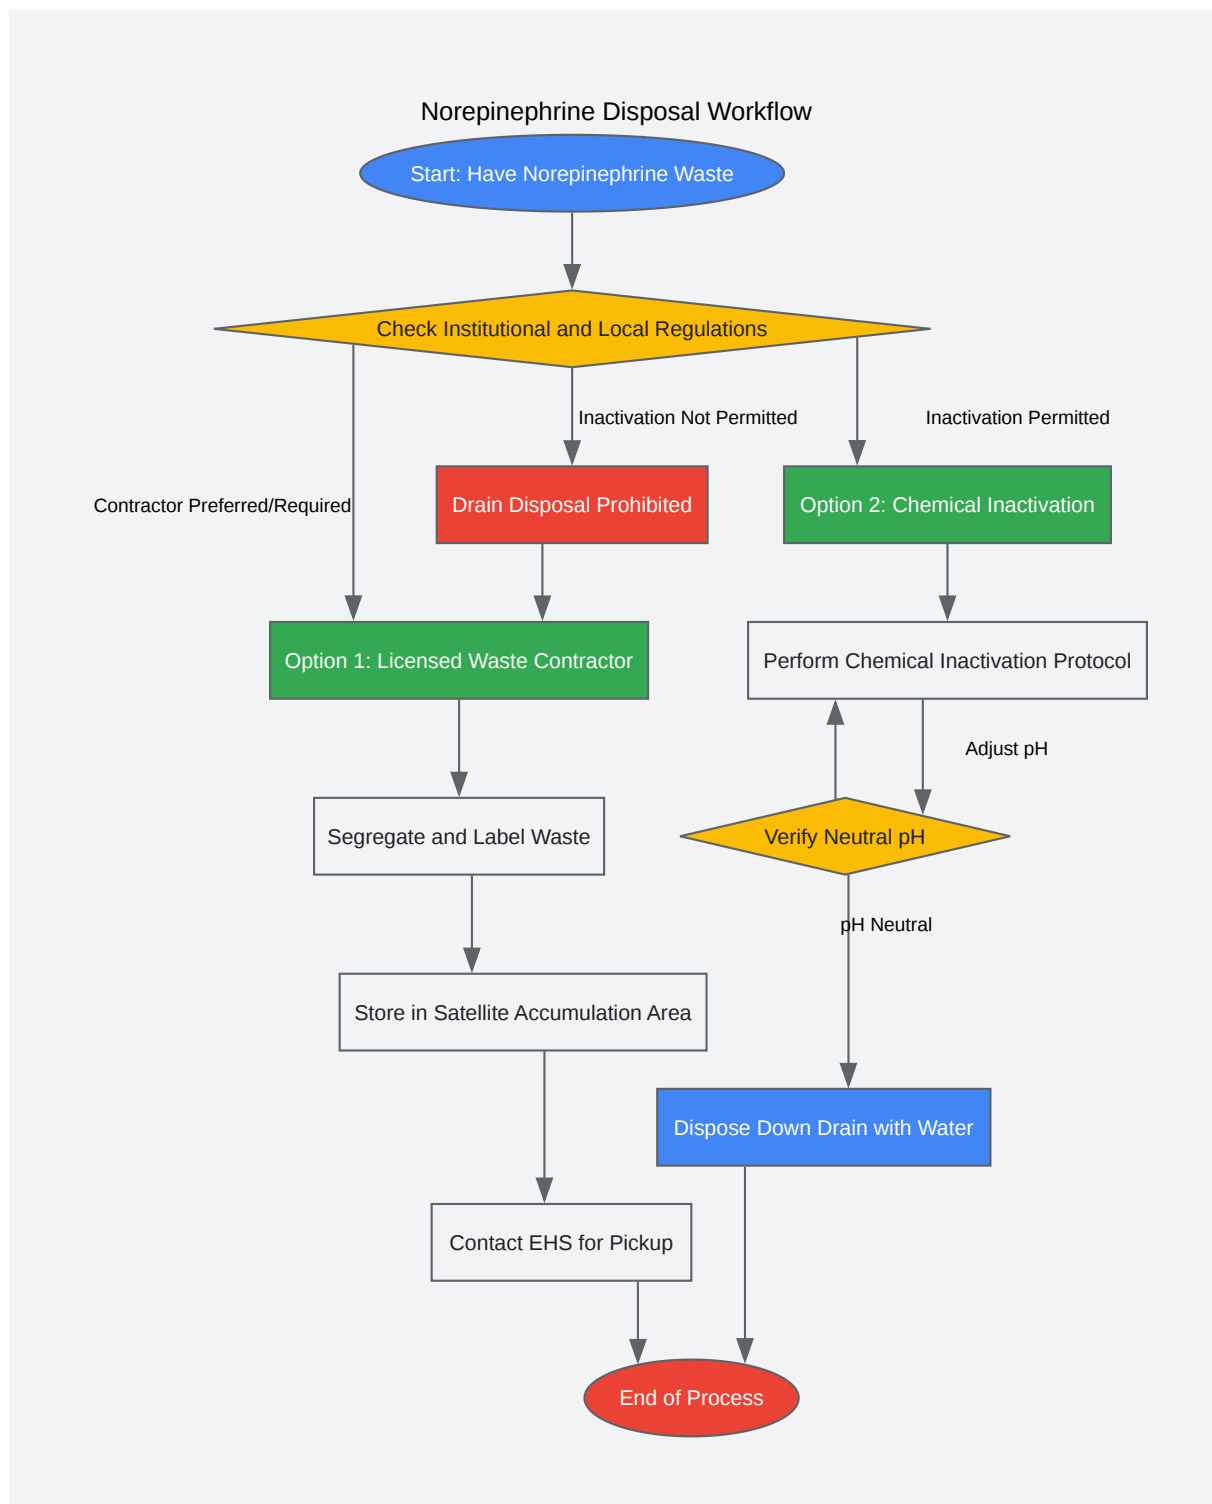 Norepinephrine Disposal Workflow
Start: Have Norepinephrine Waste
Check Institutional and Local Regulations
Inactivation Not Permitted
Inactivation Permitted
Contractor Preferred/Required
Drain Disposal Prohibited
Option 2: Chemical Inactivation
Option 1: Licensed Waste Contractor
Perform Chemical Inactivation Protocol
Adjust pH
Segregate and Label Waste
Verify Neutral pH
pH Neutral
Store in Satellite Accumulation Area
Dispose Down Drain with Water
Contact EHS for Pickup
End of Process